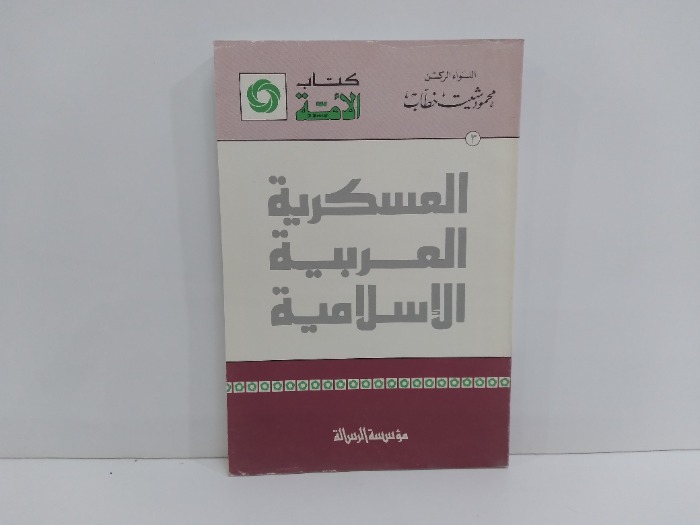 اللواء الركن
محمود شيت خطاب
كتاب
الأمة
٣
العسكرية
العربية
الإسلامية
مؤسسة الرسالة